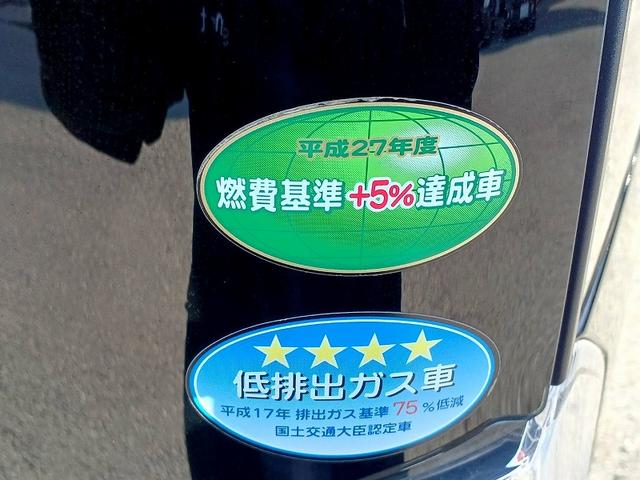 平成27年度
燃費基準+5%達成車
★★★★
低排出ガス車
平成17年 排出ガス基準75%低減
国土交通大臣認定車